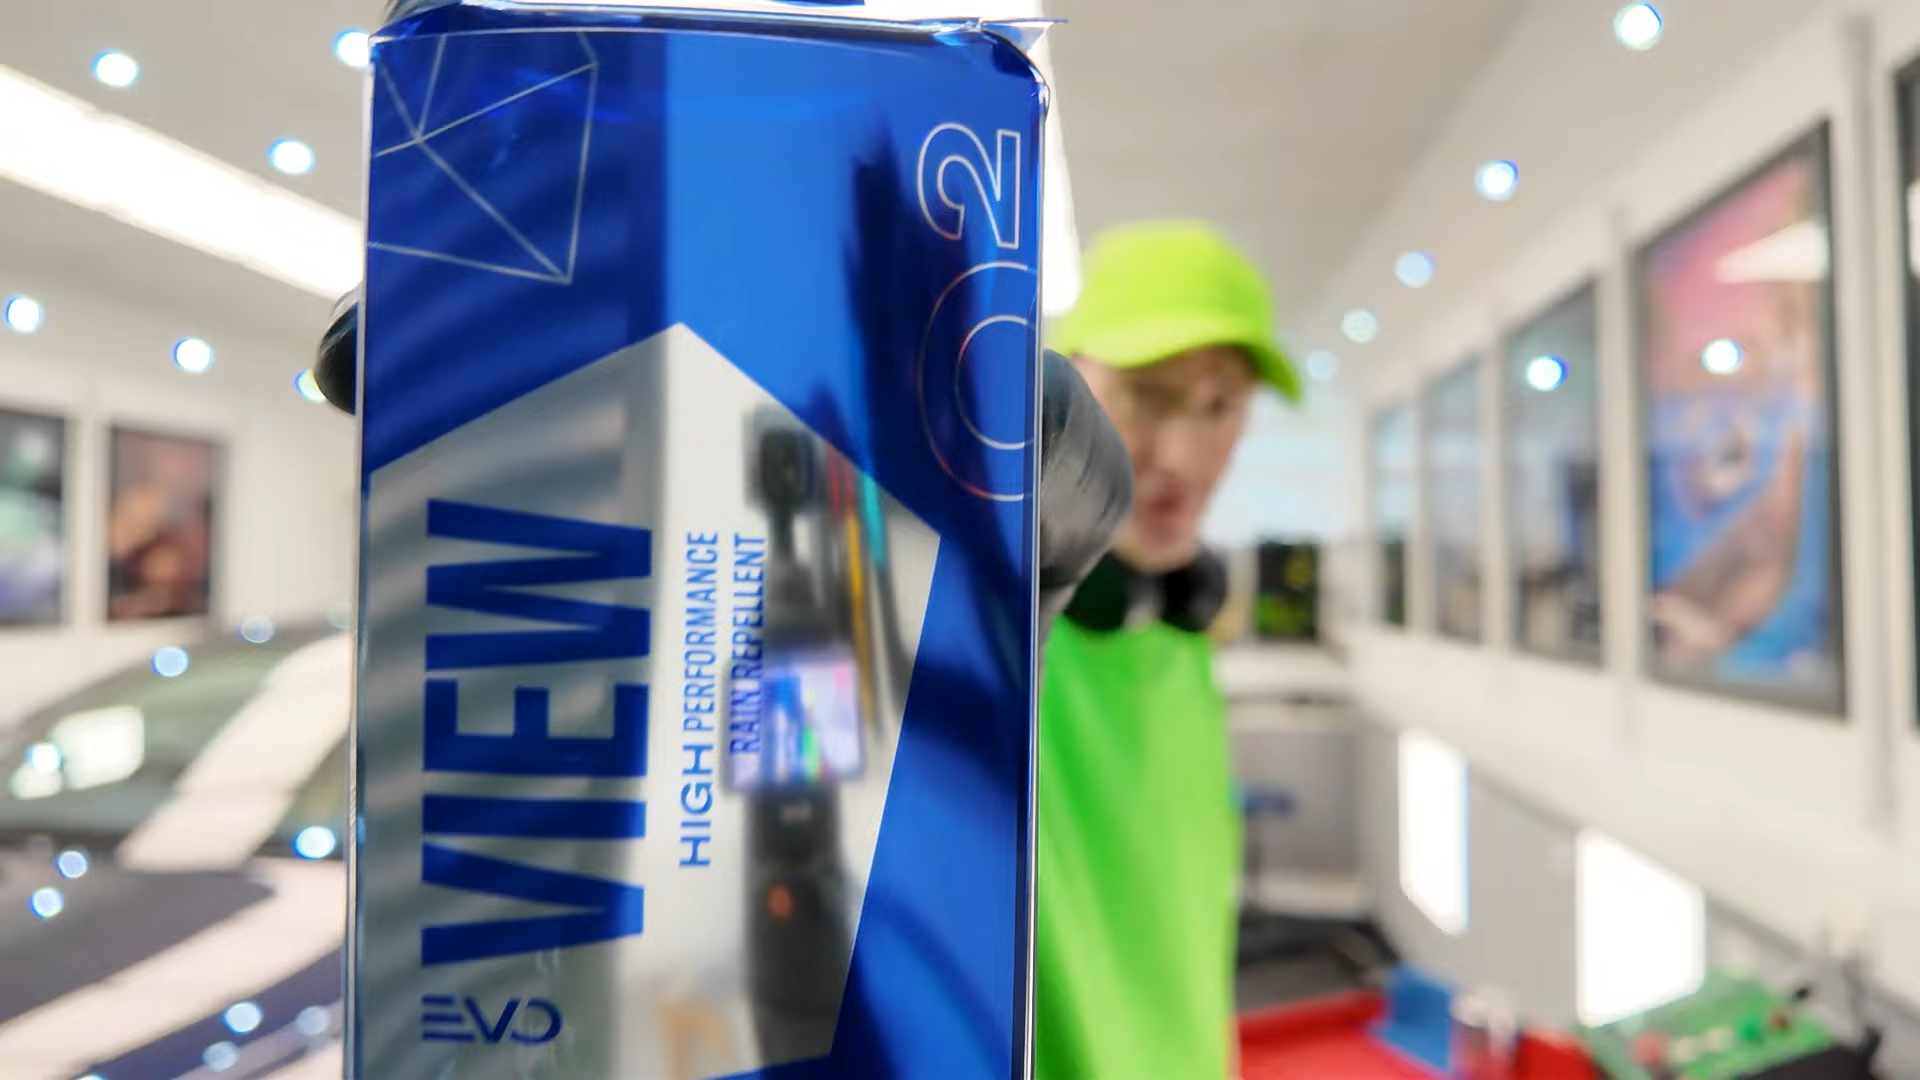 Q2
VIEW
HIGH PERFORMANCE
RAIN REPELLENT
EVO